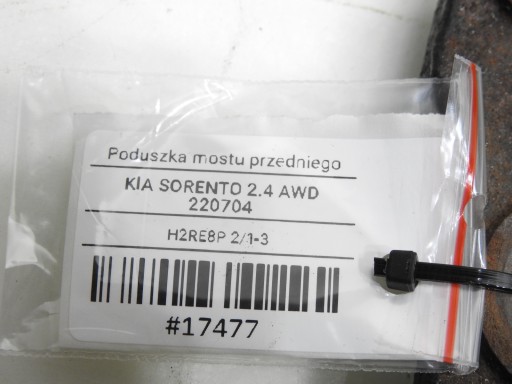 Poduszka mostu przedniego
KIA SORENTO 2.4 AWD
220704
H2RE8P 2/1-3
#17477